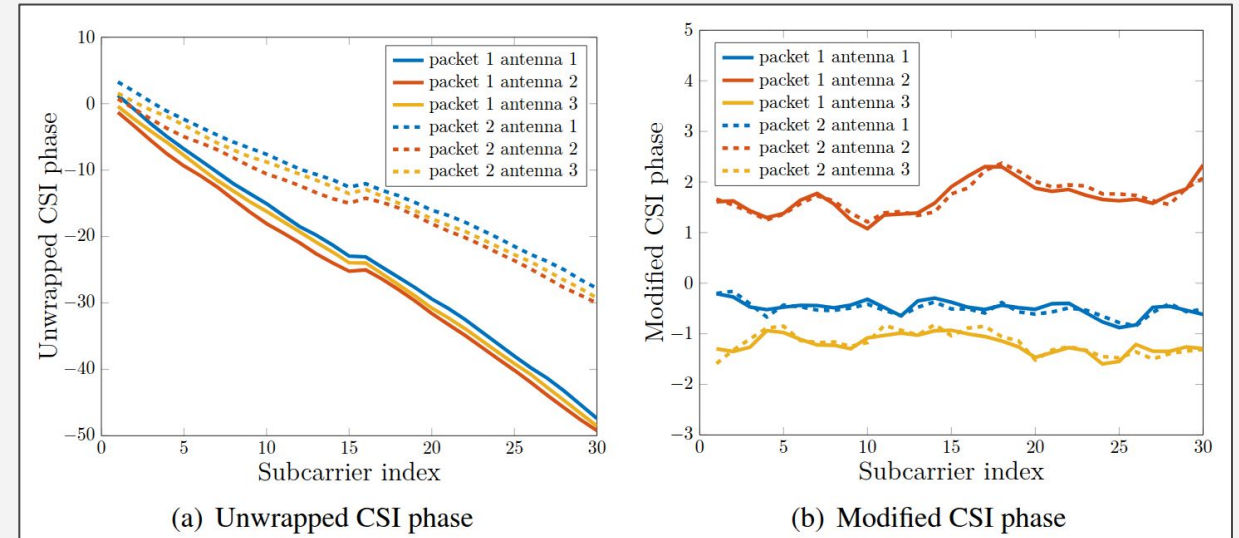 10
0
−10
−20
−30
−40
−50
0
5
10
15
20
25
30
Unwrapped CSI phase
Subcarrier index
packet 1 antenna 1
packet 1 antenna 2
packet 1 antenna 3
packet 2 antenna 1
packet 2 antenna 2
packet 2 antenna 3
(a) Unwrapped CSI phase
5
4
3
2
1
0
−1
−2
−3
0
5
10
15
20
25
30
Modified CSI phase
Subcarrier index
packet 1 antenna 1
packet 1 antenna 2
packet 1 antenna 3
packet 2 antenna 1
packet 2 antenna 2
packet 2 antenna 3
(b) Modified CSI phase